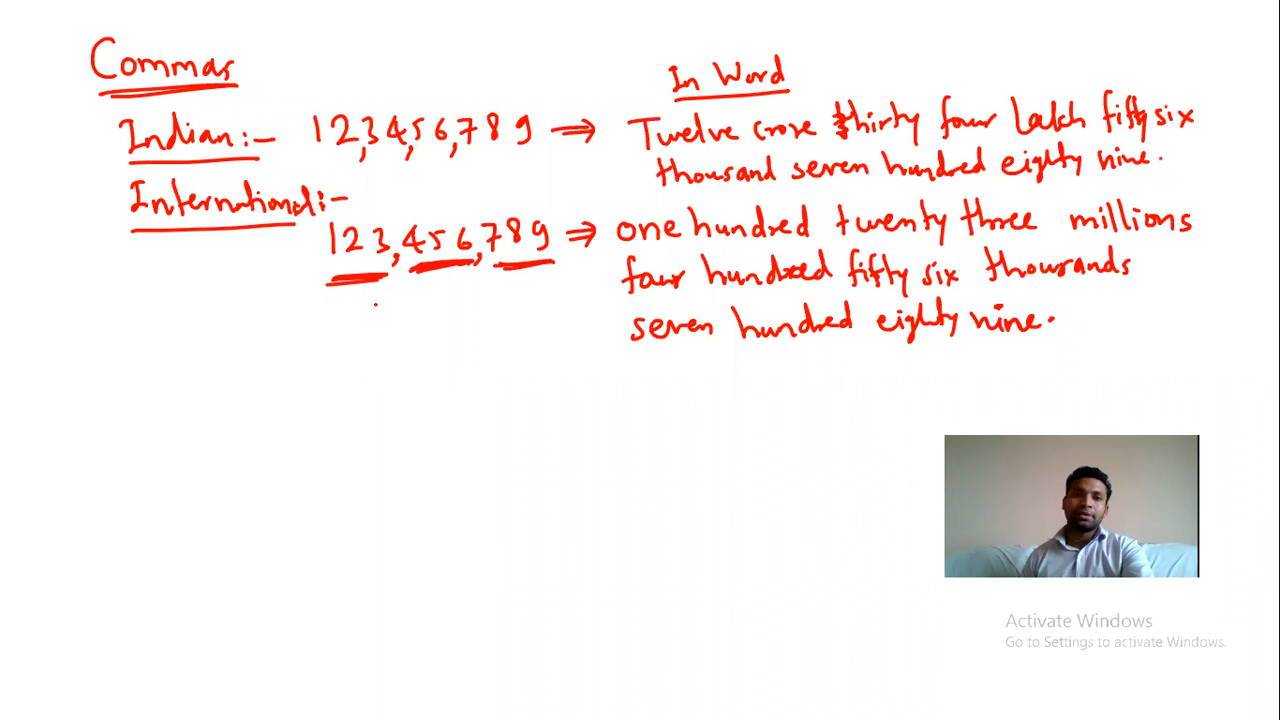 Commas
In Word
Indian:- 12,34,56,789 ⇒ Twelve crore thirty four lakh fifty six
thousand seven hundred eighty nine.
International:-
123,456,789 ⇒ one hundred twenty three millions
four hundred fifty six thousands
seven hundred eighty nine.
Activate Windows
Go to Settings to activate Windows.